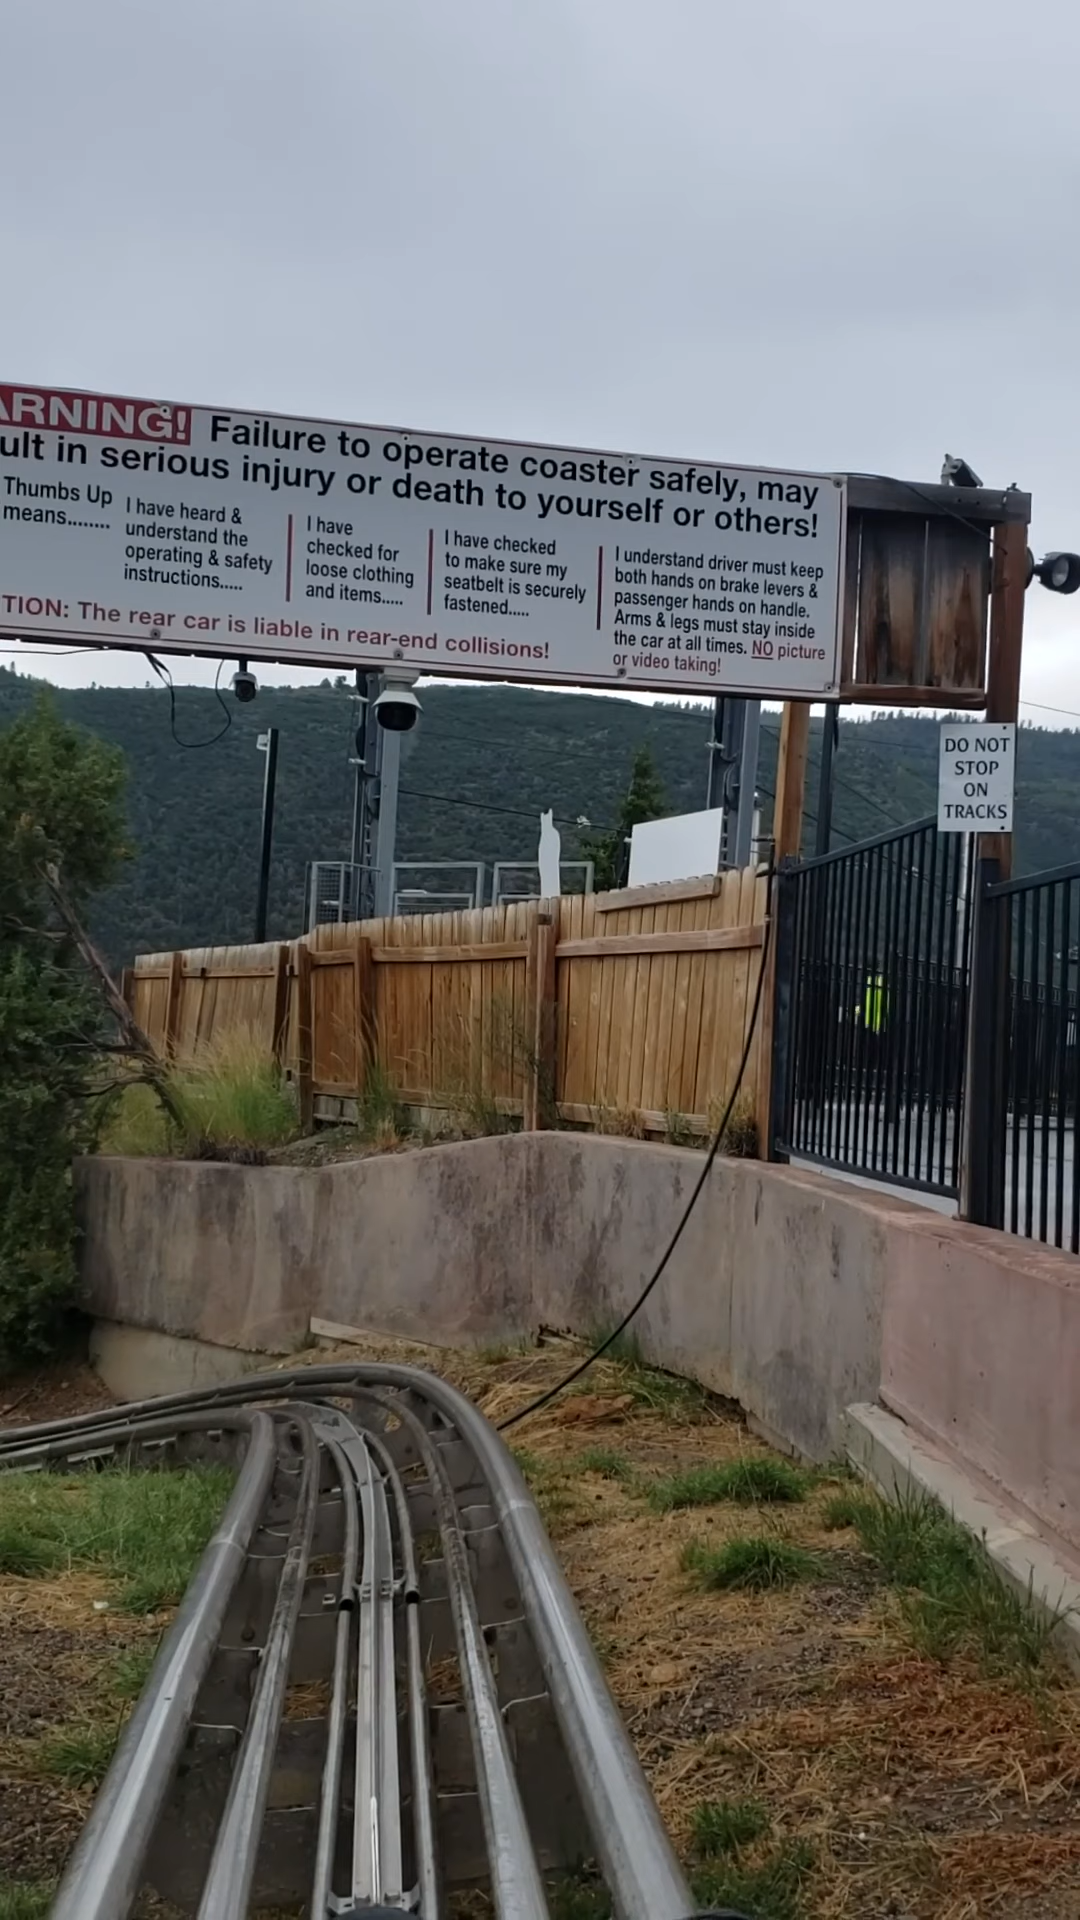 ARNING! Failure to operate coaster safely, may
ult in serious injury or death to yourself or others!
Thumbs Up
means........
I have heard &
understand the
operating & safety
instructions.....
I have
checked for
loose clothing
and items.....
I have checked
to make sure my
seatbelt is securely
fastened.....
I understand driver must keep
both hands on brake levers &
passenger hands on handle.
Arms & legs must stay inside
the car at all times. NO picture
or video taking!
TION: The rear car is liable in rear-end collisions!
DO NOT
STOP
ON
TRACKS